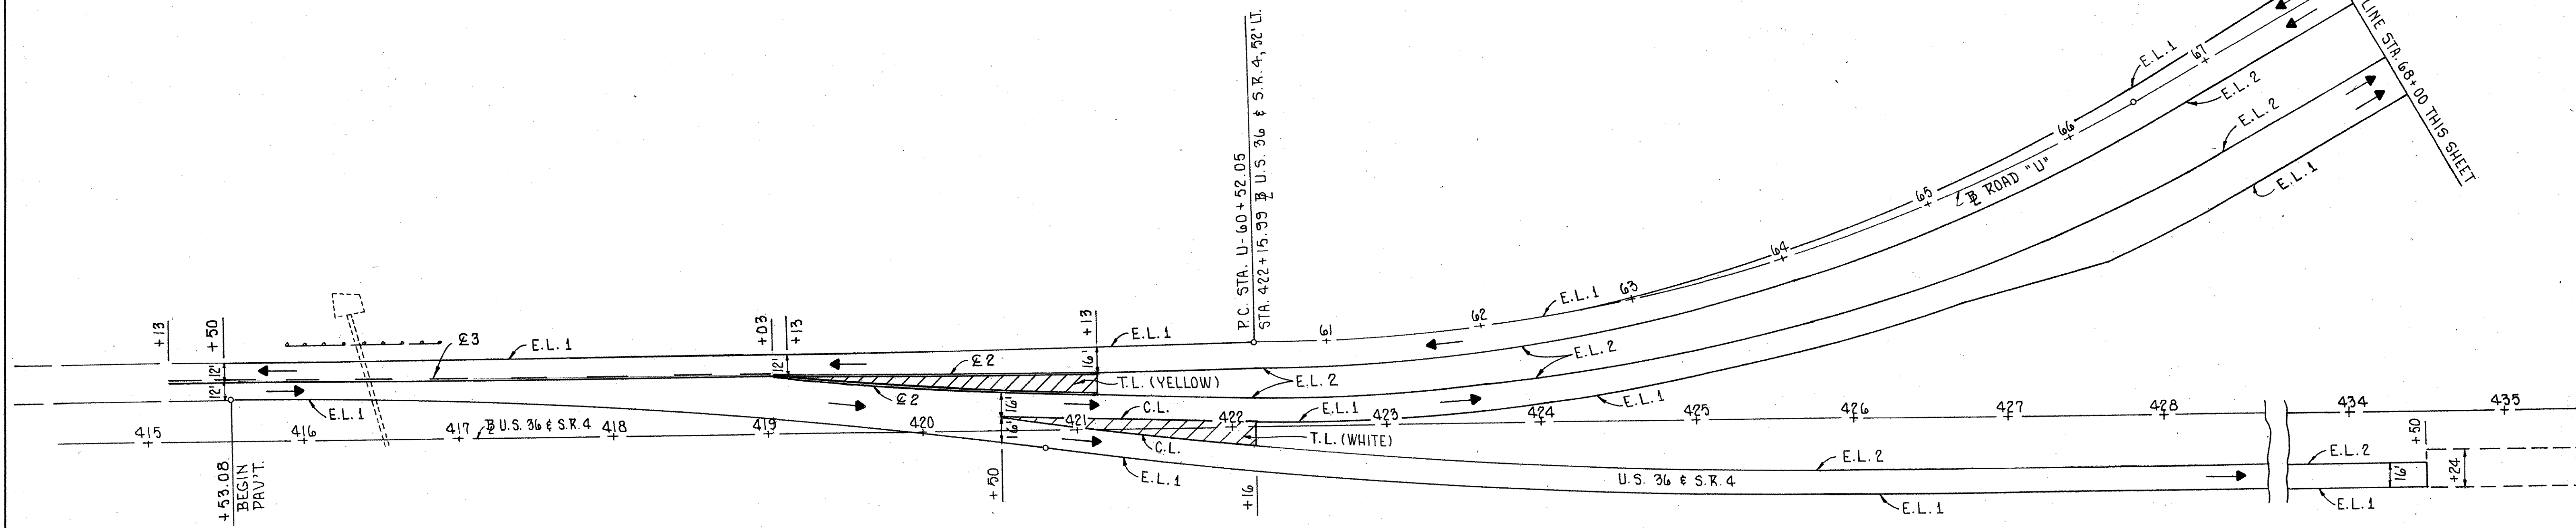 LINE STA. 68+00 THIS SHEET
E.L.1
67
E.L.2
E.L.2
66
E.L.1
65
℄ ROAD "U"
64
63
E.L.1
62
61
P.C. STA. U-60+52.05
STA. 422+15.99 ℄ U.S. 36 & S.R. 4, 52' LT.
+13
+50
12'
12'
℄3
E.L.1
+03
+13
12'
℄2
℄2
+13
E.L.1
16'
T.L. (YELLOW)
E.L. 2
E.L. 2
E.L.1
E.L.1
C.L.
16'
16'
C.L.
T.L. (WHITE)
E.L.1
415
416
417
℄ U.S. 36 & S.R. 4
418
419
420
421
422
423
424
425
426
427
428
434
435
+53.08
BEGIN
PAV'T.
+50
E.L.1
+16
E.L. 2
U.S. 36 & S.R. 4
E.L.1
E.L. 2
16'
+50
+24
E.L.1